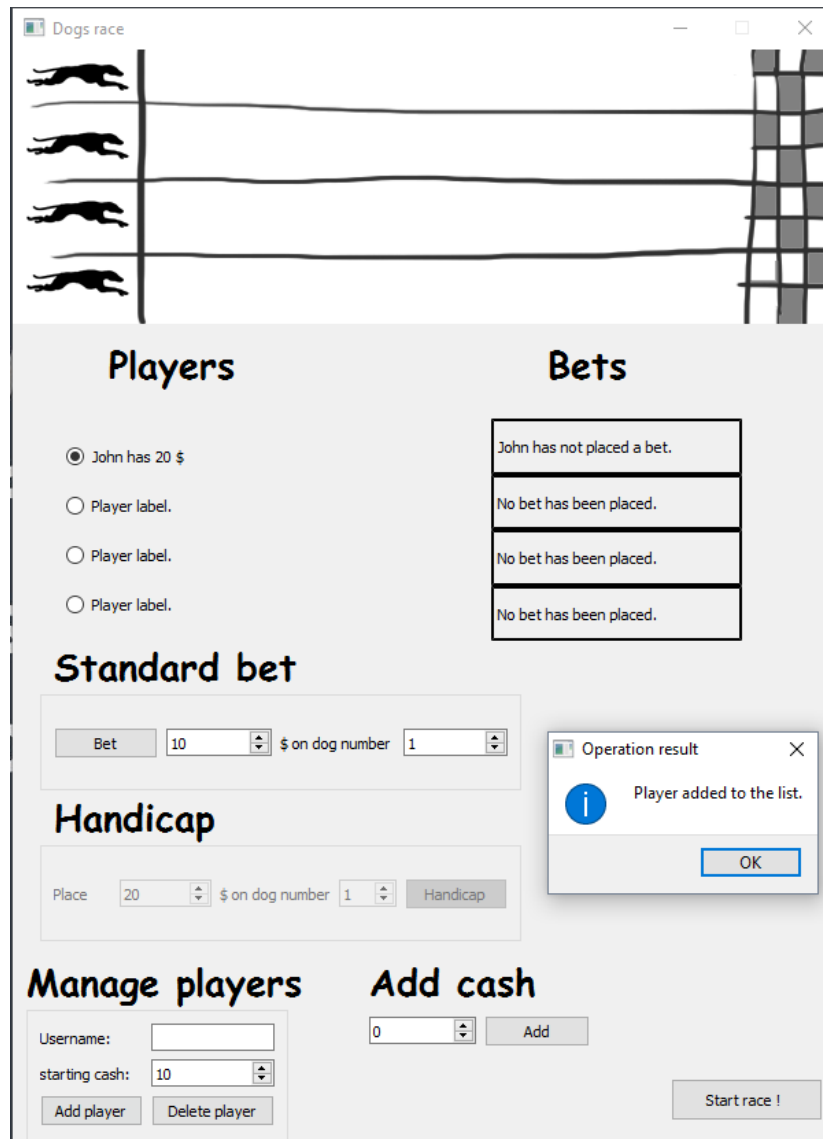 Dogs race
Players
Bets
John has 20 $
John has not placed a bet.
Player label.
No bet has been placed.
Player label.
No bet has been placed.
Player label.
No bet has been placed.
Standard bet
Bet 10 $ on dog number 1
Operation result
Player added to the list.
OK
Handicap
Place 20 $ on dog number 1 Handicap
Manage players
Add cash
Username:
0 Add
starting cash: 10
Add player Delete player
Start race !